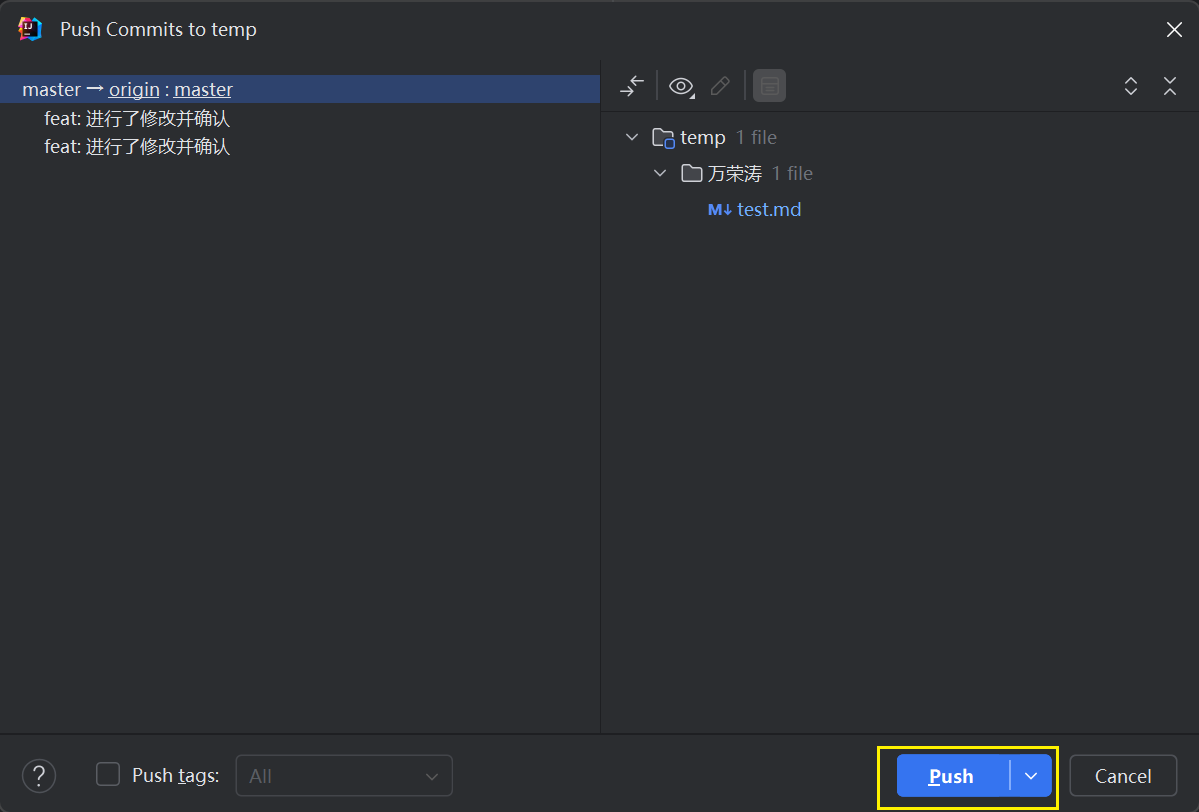 Push Commits to temp
master → origin : master
feat: 进行了修改并确认
feat: 进行了修改并确认
temp 1 file
万荣涛 1 file
M↓ test.md
? Push tags: All
Push
Cancel